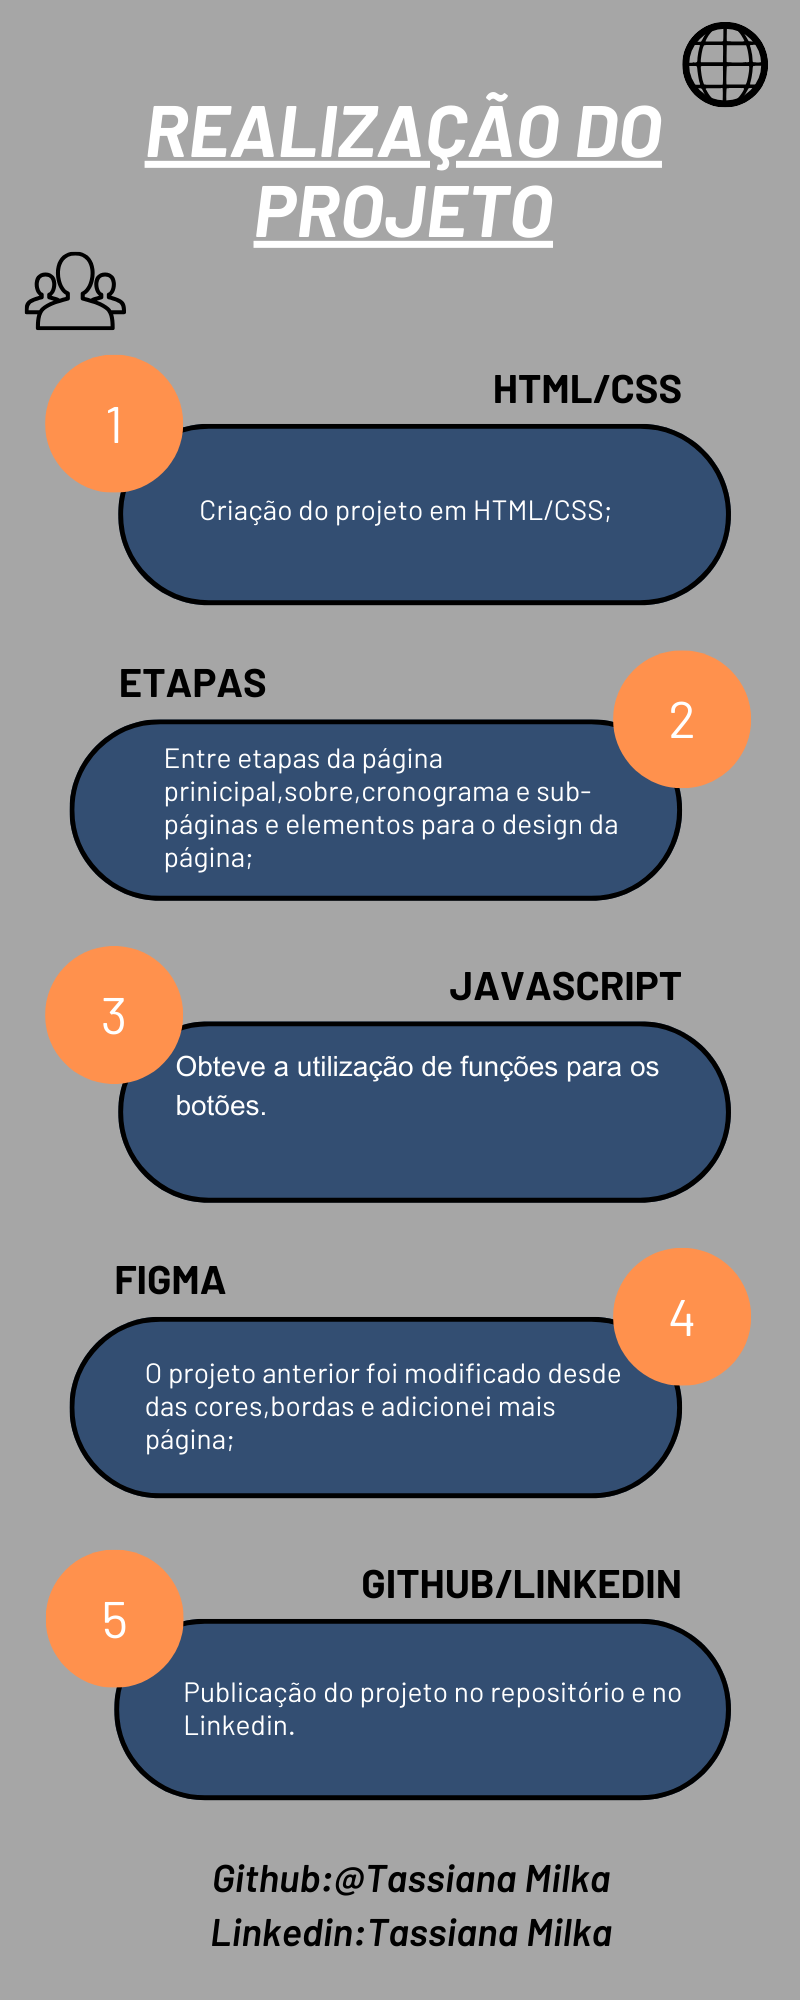 REALIZAÇÃO DO
PROJETO
1
HTML/CSS
Criação do projeto em HTML/CSS;
ETAPAS
2
Entre etapas da página
prinicipal,sobre,cronograma e sub-
páginas e elementos para o design da
página;
3
JAVASCRIPT
Obteve a utilização de funções para os
botões.
FIGMA
4
O projeto anterior foi modificado desde
das cores,bordas e adicionei mais
página;
5
GITHUB/LINKEDIN
Publicação do projeto no repositório e no
Linkedin.
Github:@Tassiana Milka
Linkedin:Tassiana Milka